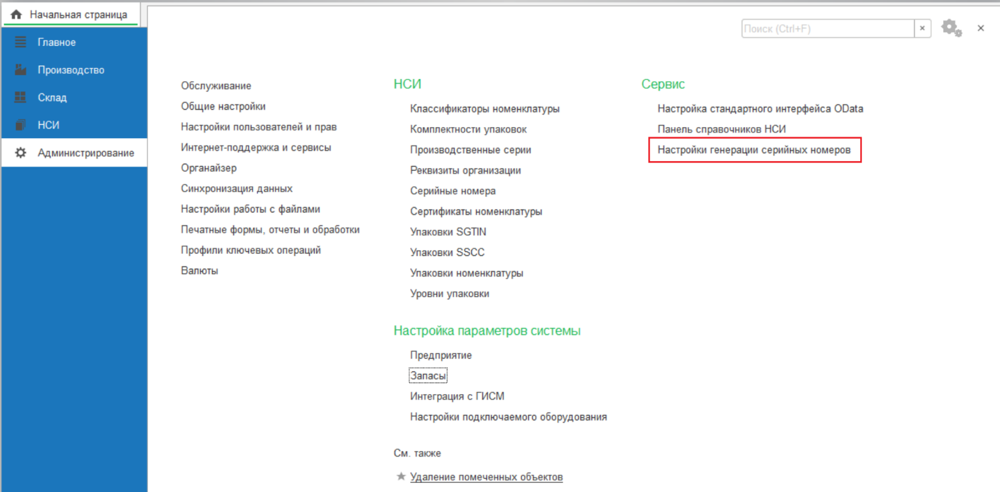 Начальная страница
Поиск (Ctrl+F)
Главное
Производство
Склад
НСИ
Администрирование
Обслуживание
Общие настройки
Настройки пользователей и прав
Интернет-поддержка и сервисы
Органайзер
Синхронизация данных
Настройки работы с файлами
Печатные формы, отчеты и обработки
Профили ключевых операций
Валюты
НСИ
Классификаторы номенклатуры
Комплектности упаковок
Производственные серии
Реквизиты организации
Серийные номера
Сертификаты номенклатуры
Упаковки SGTIN
Упаковки SSCC
Упаковки номенклатуры
Уровни упаковки
Настройка параметров системы
Предприятие
Запасы
Интеграция с ГИСМ
Настройки подключаемого оборудования
См. также
Удаление помеченных объектов
Сервис
Настройка стандартного интерфейса OData
Панель справочников НСИ
Настройки генерации серийных номеров